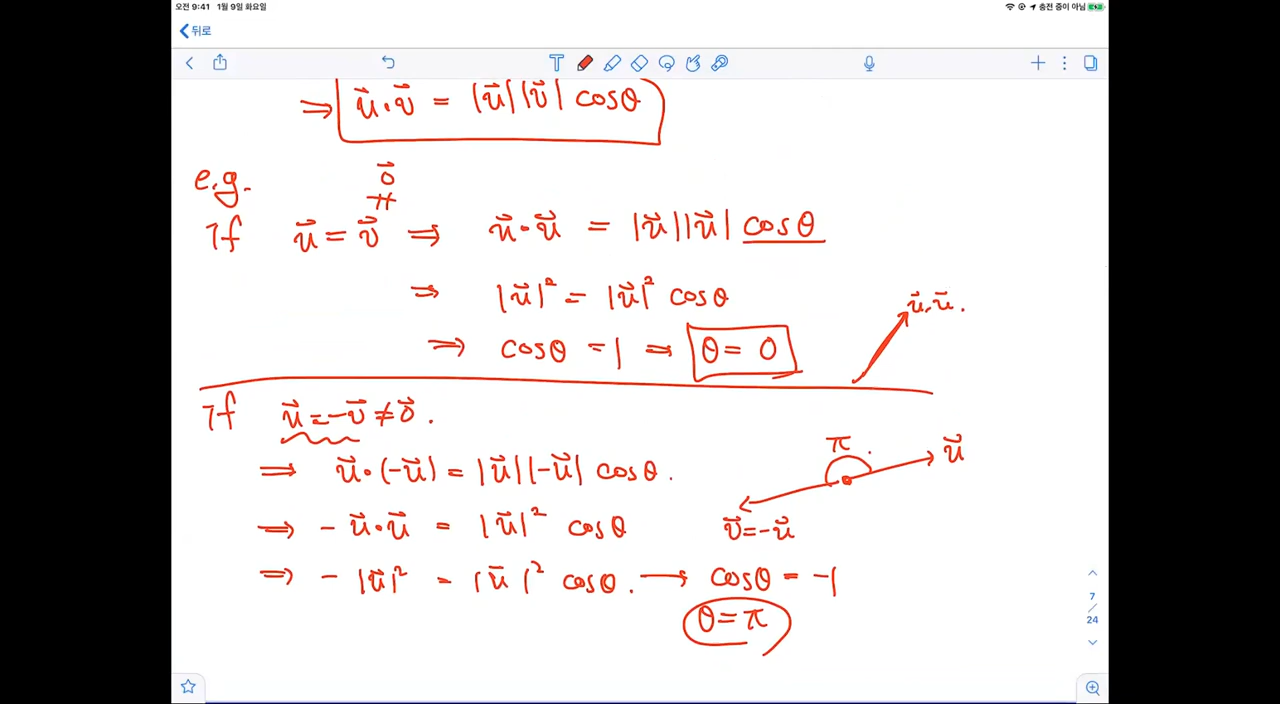 오전 9:41 1월 9일 화요일 충전 중이 아님
뒤로
T
⇒ u⃗·v⃗ = |u⃗||v⃗| cosθ
e.g.
0⃗
≠
If u⃗ = v⃗ ⇒ u⃗·u⃗ = |u⃗||u⃗| cosθ
⇒ |u⃗|² = |u⃗|² cosθ
u⃗, u⃗.
⇒ cosθ = 1 ⇒ θ = 0
If u⃗ = -v⃗ ≠ 0⃗.
π
u⃗
⇒ u⃗·(-u⃗) = |u⃗||-u⃗| cosθ.
⇒ -u⃗·u⃗ = |u⃗|² cosθ
v⃗ = -u⃗
⇒ -|u⃗|² = |u⃗|² cosθ. → cosθ = -1
θ = π
7
/
24